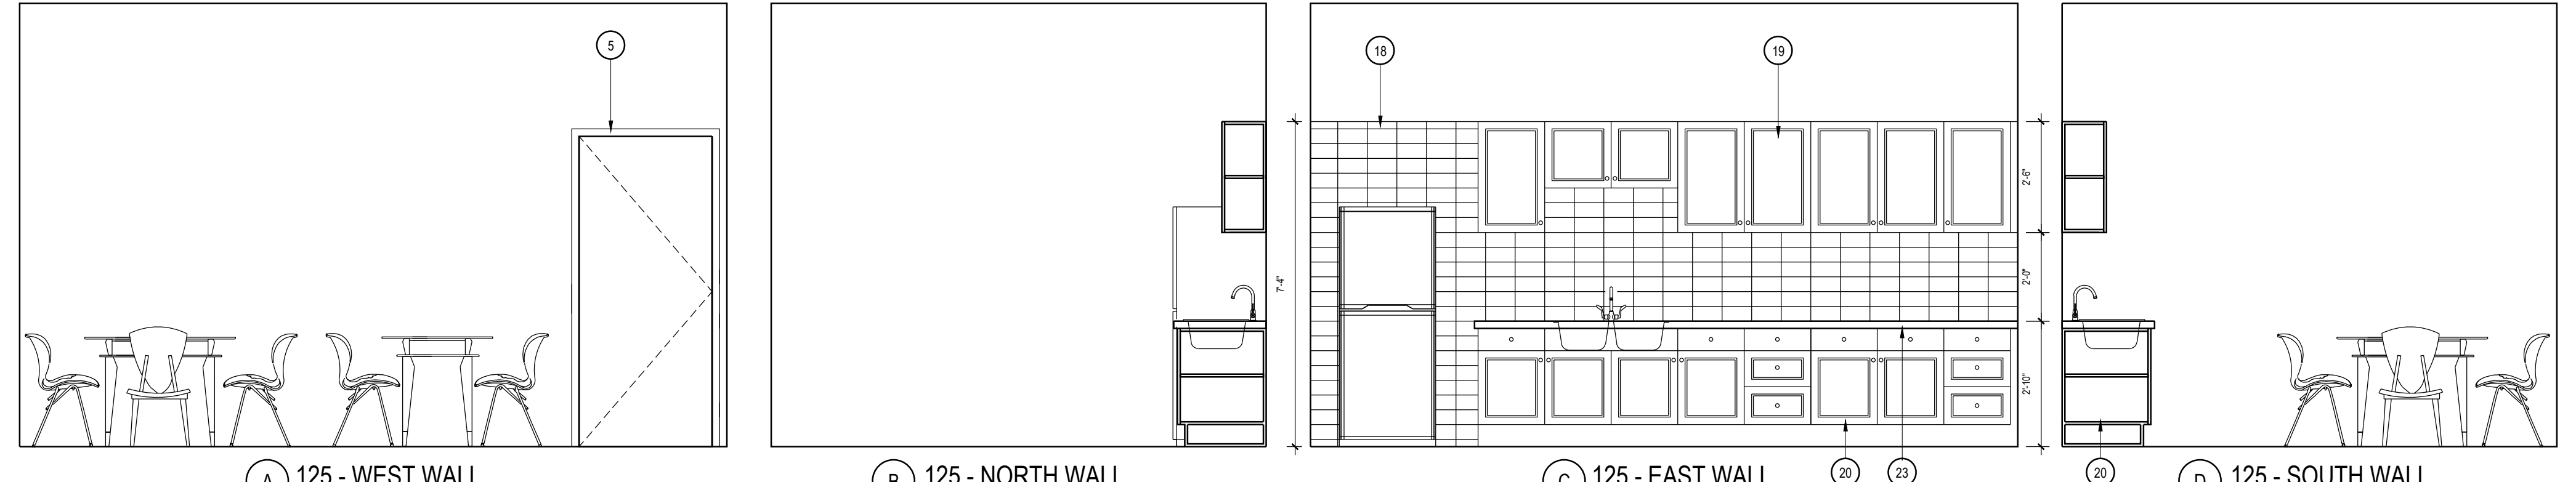 5
18
19
7'-4"
2'-6"
2'-0"
2'-10"
A 125 - WEST WALL
B 125 - NORTH WALL
C 125 - EAST WALL
20
23
20
D 125 - SOUTH WALL